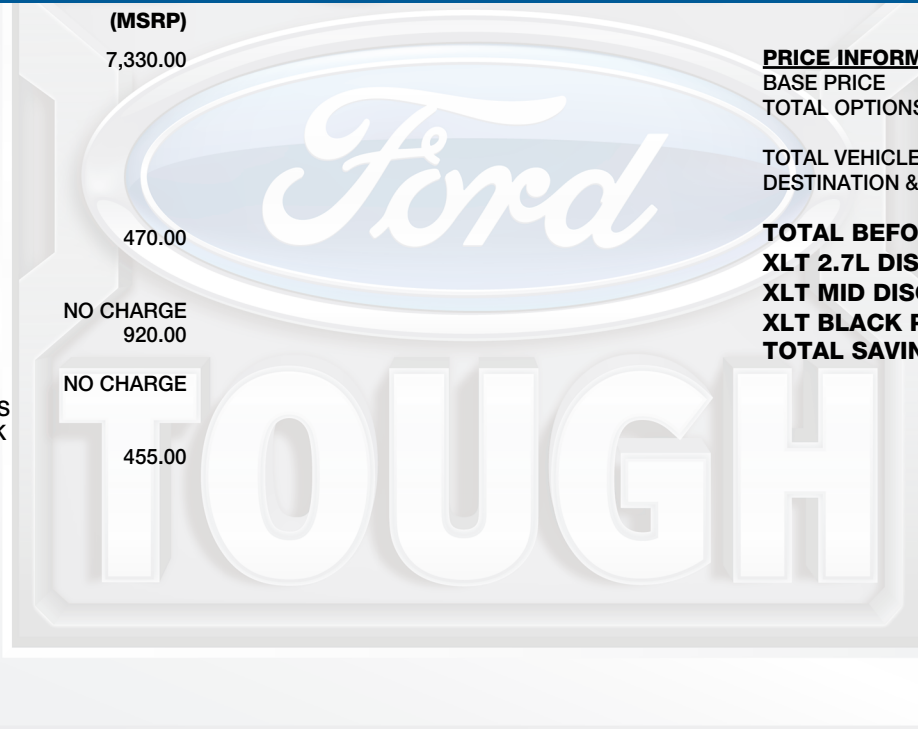 (MSRP)
7,330.00
470.00
NO CHARGE
920.00
NO CHARGE
S
K
455.00
PRICE INFORM
BASE PRICE
TOTAL OPTIONS
TOTAL VEHICLE
DESTINATION &
TOTAL BEFO
XLT 2.7L DIS
XLT MID DISC
XLT BLACK P
TOTAL SAVIN
Ford
TOUGH